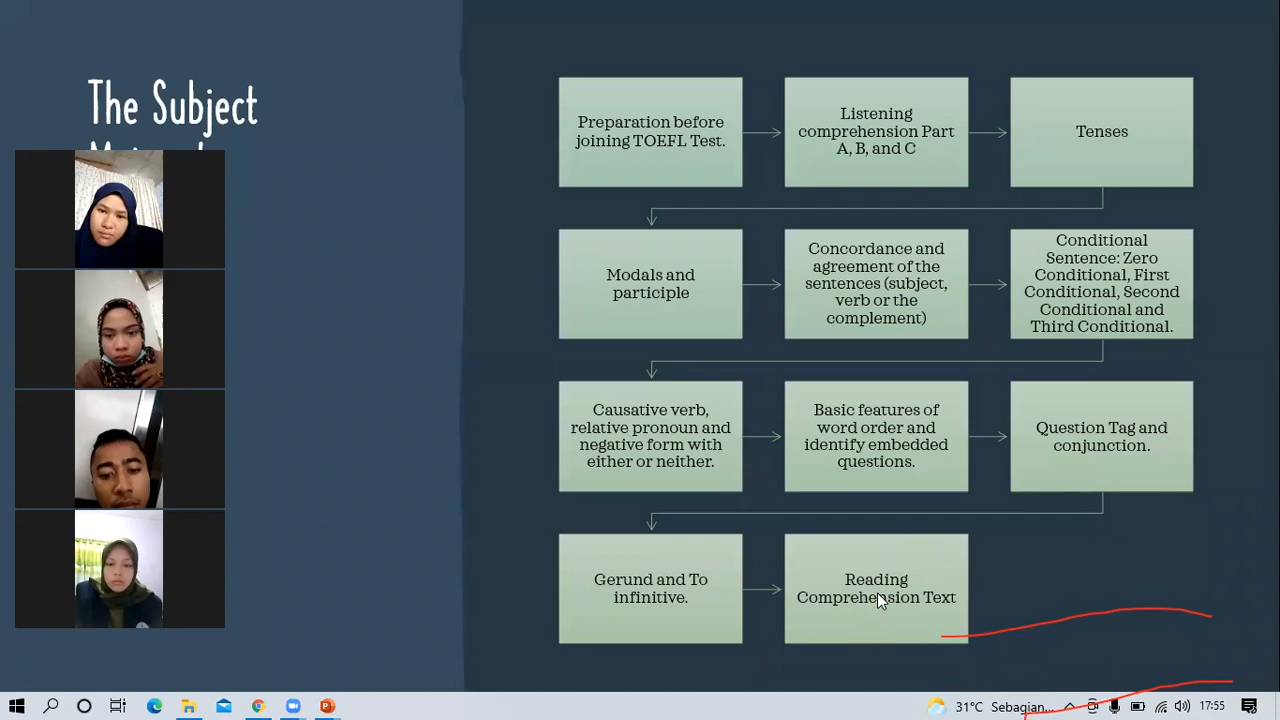 The Subject
Preparation before
joining TOEFL Test.
Listening
comprehension Part
A, B, and C
Tenses
Modals and
participle
Concordance and
agreement of the
sentences (subject,
verb or the
complement)
Conditional
Sentence: Zero
Conditional, First
Conditional, Second
Conditional and
Third Conditional.
Causative verb,
relative pronoun and
negative form with
either or neither.
Basic features of
word order and
identify embedded
questions.
Question Tag and
conjunction.
Gerund and To
infinitive.
Reading
Comprehension Text
31°C Sebagian... 17:55